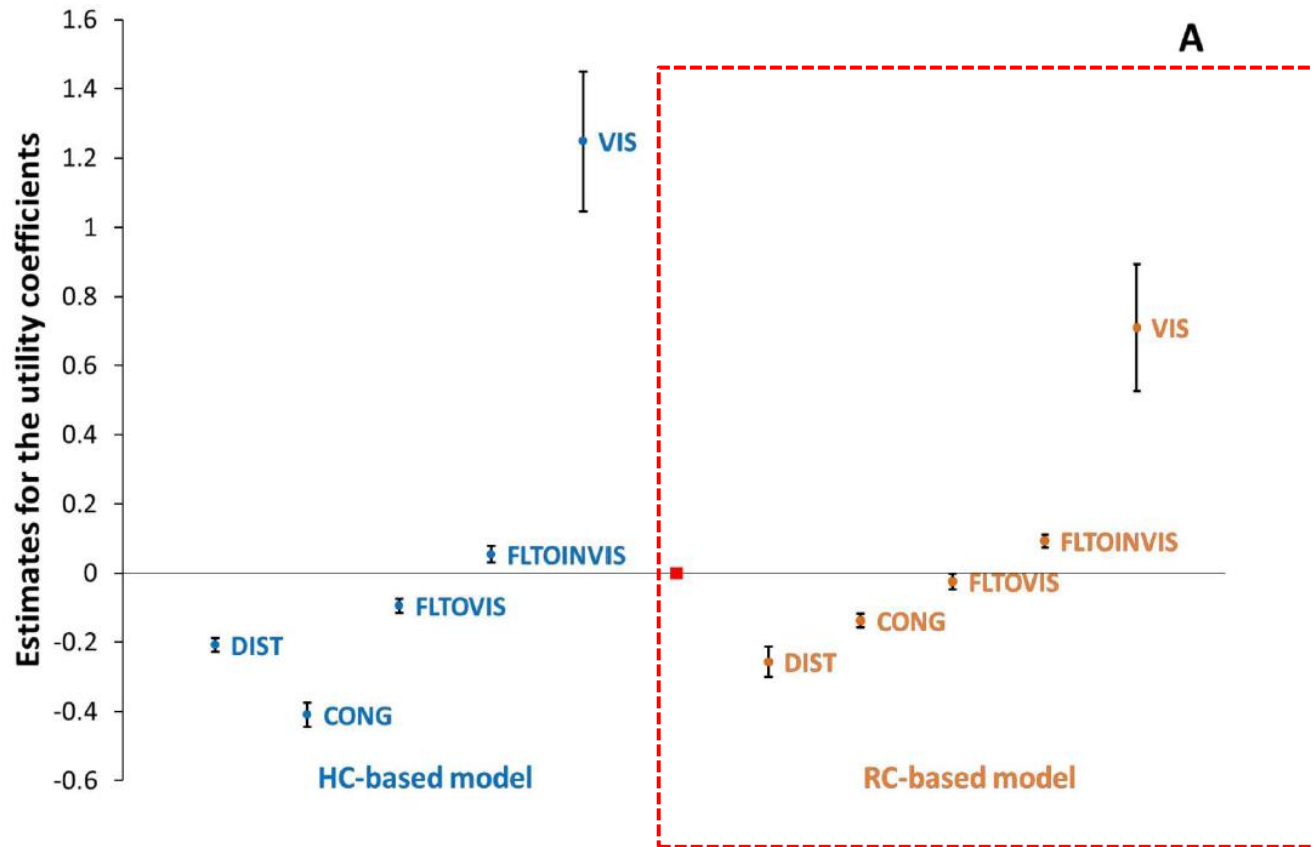 A
Estimates for the utility coefficients
1.6
1.4
1.2
1
0.8
0.6
0.4
0.2
0
-0.2
-0.4
-0.6
VIS
FLTOINVIS
FLTOVIS
DIST
CONG
HC-based model
VIS
FLTOINVIS
FLTOVIS
CONG
DIST
RC-based model